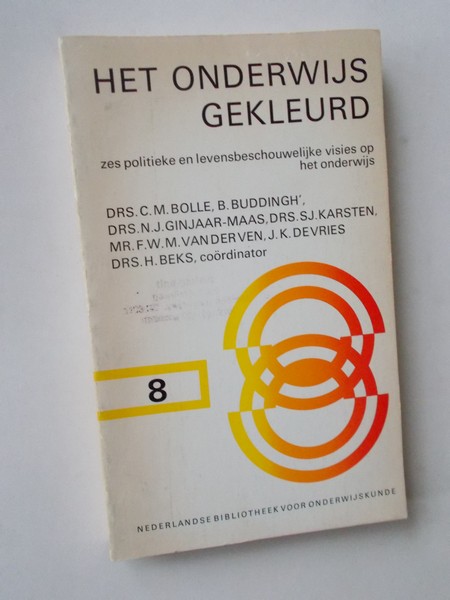 HET ONDERWIJS
GEKLEURD
zes politieke en levensbeschouwelijke visies op
het onderwijs
DRS. C. M. BOLLE, B. BUDDINGH',
DRS. N. J. GINJAAR-MAAS, DRS. SJ. KARSTEN,
MR. F. W. M. VAN DER VEN, J. K. DE VRIES
DRS. H. BEKS, coördinator
8
NEDERLANDSE BIBLIOTHEEK VOOR ONDERWIJSKUNDE